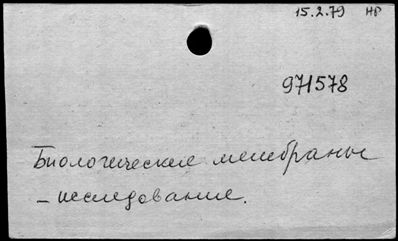 15.2.79 НР
971578
Биологические мембраны
– исследование.